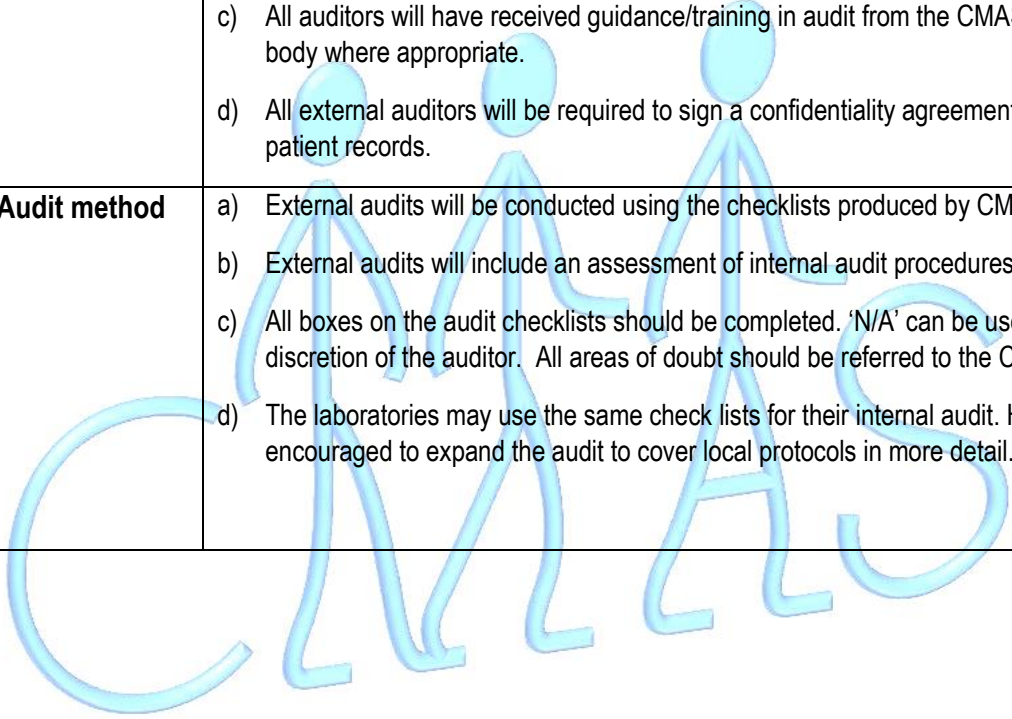 c) All auditors will have received guidance/training in audit from the CMAS
body where appropriate.
d) All external auditors will be required to sign a confidentiality agreement
patient records.
Audit method
a) External audits will be conducted using the checklists produced by CM
b) External audits will include an assessment of internal audit procedures
c) All boxes on the audit checklists should be completed. ‘N/A’ can be use
discretion of the auditor. All areas of doubt should be referred to the C
d) The laboratories may use the same check lists for their internal audit. H
encouraged to expand the audit to cover local protocols in more detail.
CMAS